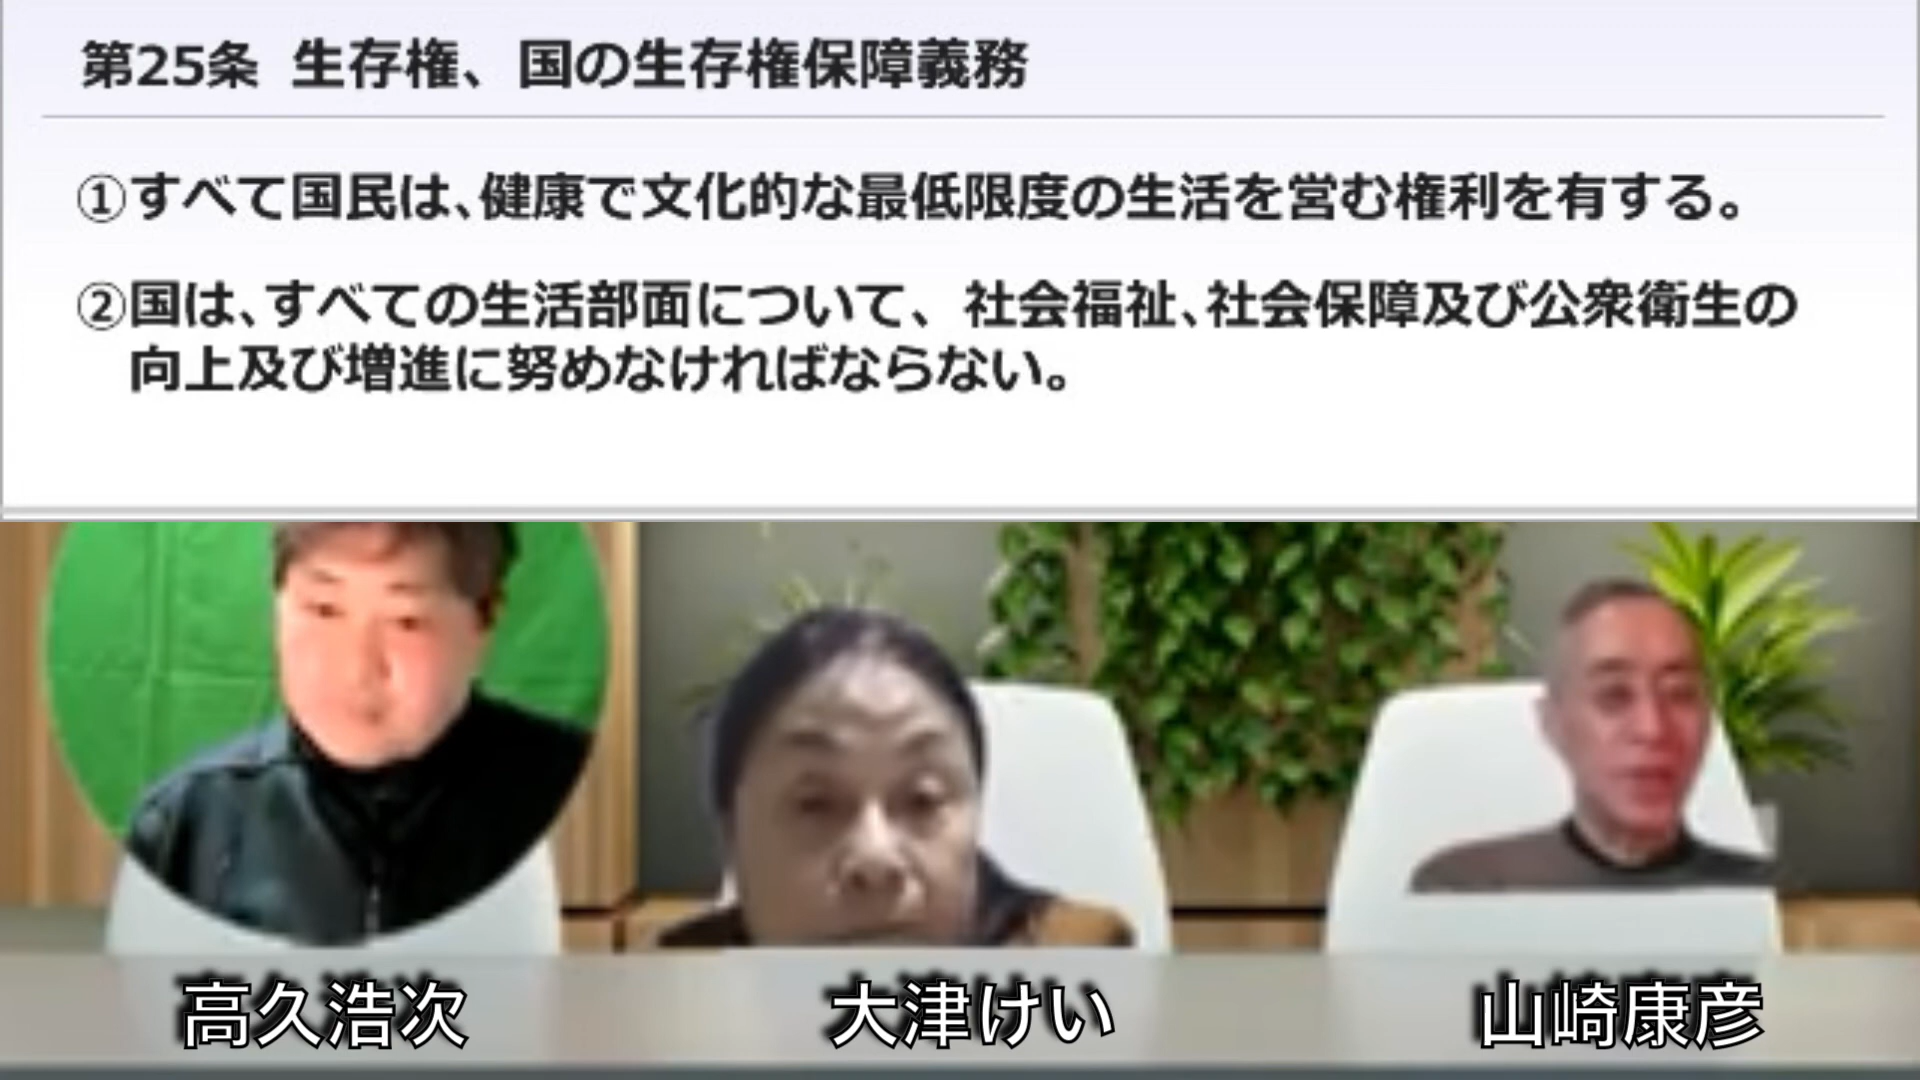 第25条 生存権、国の生存権保障義務
①すべて国民は、健康で文化的な最低限度の生活を営む権利を有する。
②国は、すべての生活部面について、社会福祉、社会保障及び公衆衛生の
向上及び増進に努めなければならない。
高久浩次
大津けい
山崎康彦